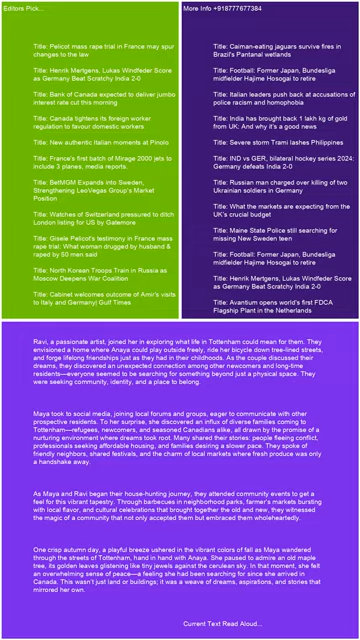 Editors Pick...
Title: Pelicot mass rape trial in France may spur
changes to the law
Title: Henrik Mertgens, Lukas Windfeder Score
as Germany Beat Scratchy India 2-0
Title: Bank of Canada expected to deliver jumbo
interest rate cut this morning
Title: Canada tightens its foreign worker
regulation to favour domestic workers
Title: New authentic Italian moments at Pinolo
Title: France's first batch of Mirage 2000 jets to
include 3 planes, media reports.
Title: BetMGM Expands into Sweden,
Strengthening LeoVegas Group's Market
Position
Title: Watches of Switzerland pressured to ditch
London listing for US by Gatemore
Title: Gisele Pelicot's testimony in France mass
rape trial: What woman drugged by husband &
raped by 50 men said
Title: North Korean Troops Train in Russia as
Moscow Deepens War Coalition
Title: Cabinet welcomes outcome of Amir's visits
to Italy and Germany| Gulf Times
More Info +918777677384
Title: Caiman-eating jaguars survive fires in
Brazil's Pantanal wetlands
Title: Football: Former Japan, Bundesliga
midfielder Hajime Hosogai to retire
Title: Italian leaders push back at accusations of
police racism and homophobia
Title: India has brought back 1 lakh kg of gold
from UK: And why it's a good news
Title: Severe storm Trami lashes Philippines
Title: IND vs GER, bilateral hockey series 2024:
Germany defeats India 2-0
Title: Russian man charged over killing of two
Ukrainian soldiers in Germany
Title: What the markets are expecting from the
UK's crucial budget
Title: Maine State Police still searching for
missing New Sweden teen
Title: Football: Former Japan, Bundesliga
midfielder Hajime Hosogai to retire
Title: Henrik Mertgens, Lukas Windfeder Score
as Germany Beat Scratchy India 2-0
Title: Avantium opens world's first FDCA
Flagship Plant in the Netherlands
Ravi, a passionate artist, joined her in exploring what life in Tottenham could mean for them. They
envisioned a home where Anaya could play outside freely, ride her bicycle down tree-lined streets,
and forge lifelong friendships just as they had in their childhoods. As the couple discussed their
dreams, they discovered an unexpected connection among other newcomers and long-time
residents—everyone seemed to be searching for something beyond just a physical space. They
were seeking community, identity, and a place to belong.
Maya took to social media, joining local forums and groups, eager to communicate with other
prospective residents. To her surprise, she discovered an influx of diverse families coming to
Tottenham—refugees, newcomers, and seasoned Canadians alike, all drawn by the promise of a
nurturing environment where dreams took root. Many shared their stories: people fleeing conflict,
professionals seeking affordable housing, and families desiring a slower pace. They spoke of
friendly neighbors, shared festivals, and the charm of local markets where fresh produce was only
a handshake away.
As Maya and Ravi began their house-hunting journey, they attended community events to get a
feel for this vibrant tapestry. Through barbecues in neighborhood parks, farmer's markets bursting
with local flavor, and cultural celebrations that brought together the old and new, they witnessed
the magic of a community that not only accepted them but embraced them wholeheartedly.
One crisp autumn day, a playful breeze ushered in the vibrant colors of fall as Maya wandered
through the streets of Tottenham, hand in hand with Anaya. She paused to admire an old maple
tree, its golden leaves glistening like tiny jewels against the cerulean sky. In that moment, she felt
an overwhelming sense of peace—a feeling she had been searching for since she arrived in
Canada. This wasn't just land or buildings; it was a weave of dreams, aspirations, and stories that
mirrored her own.
Current Text Read Aloud...